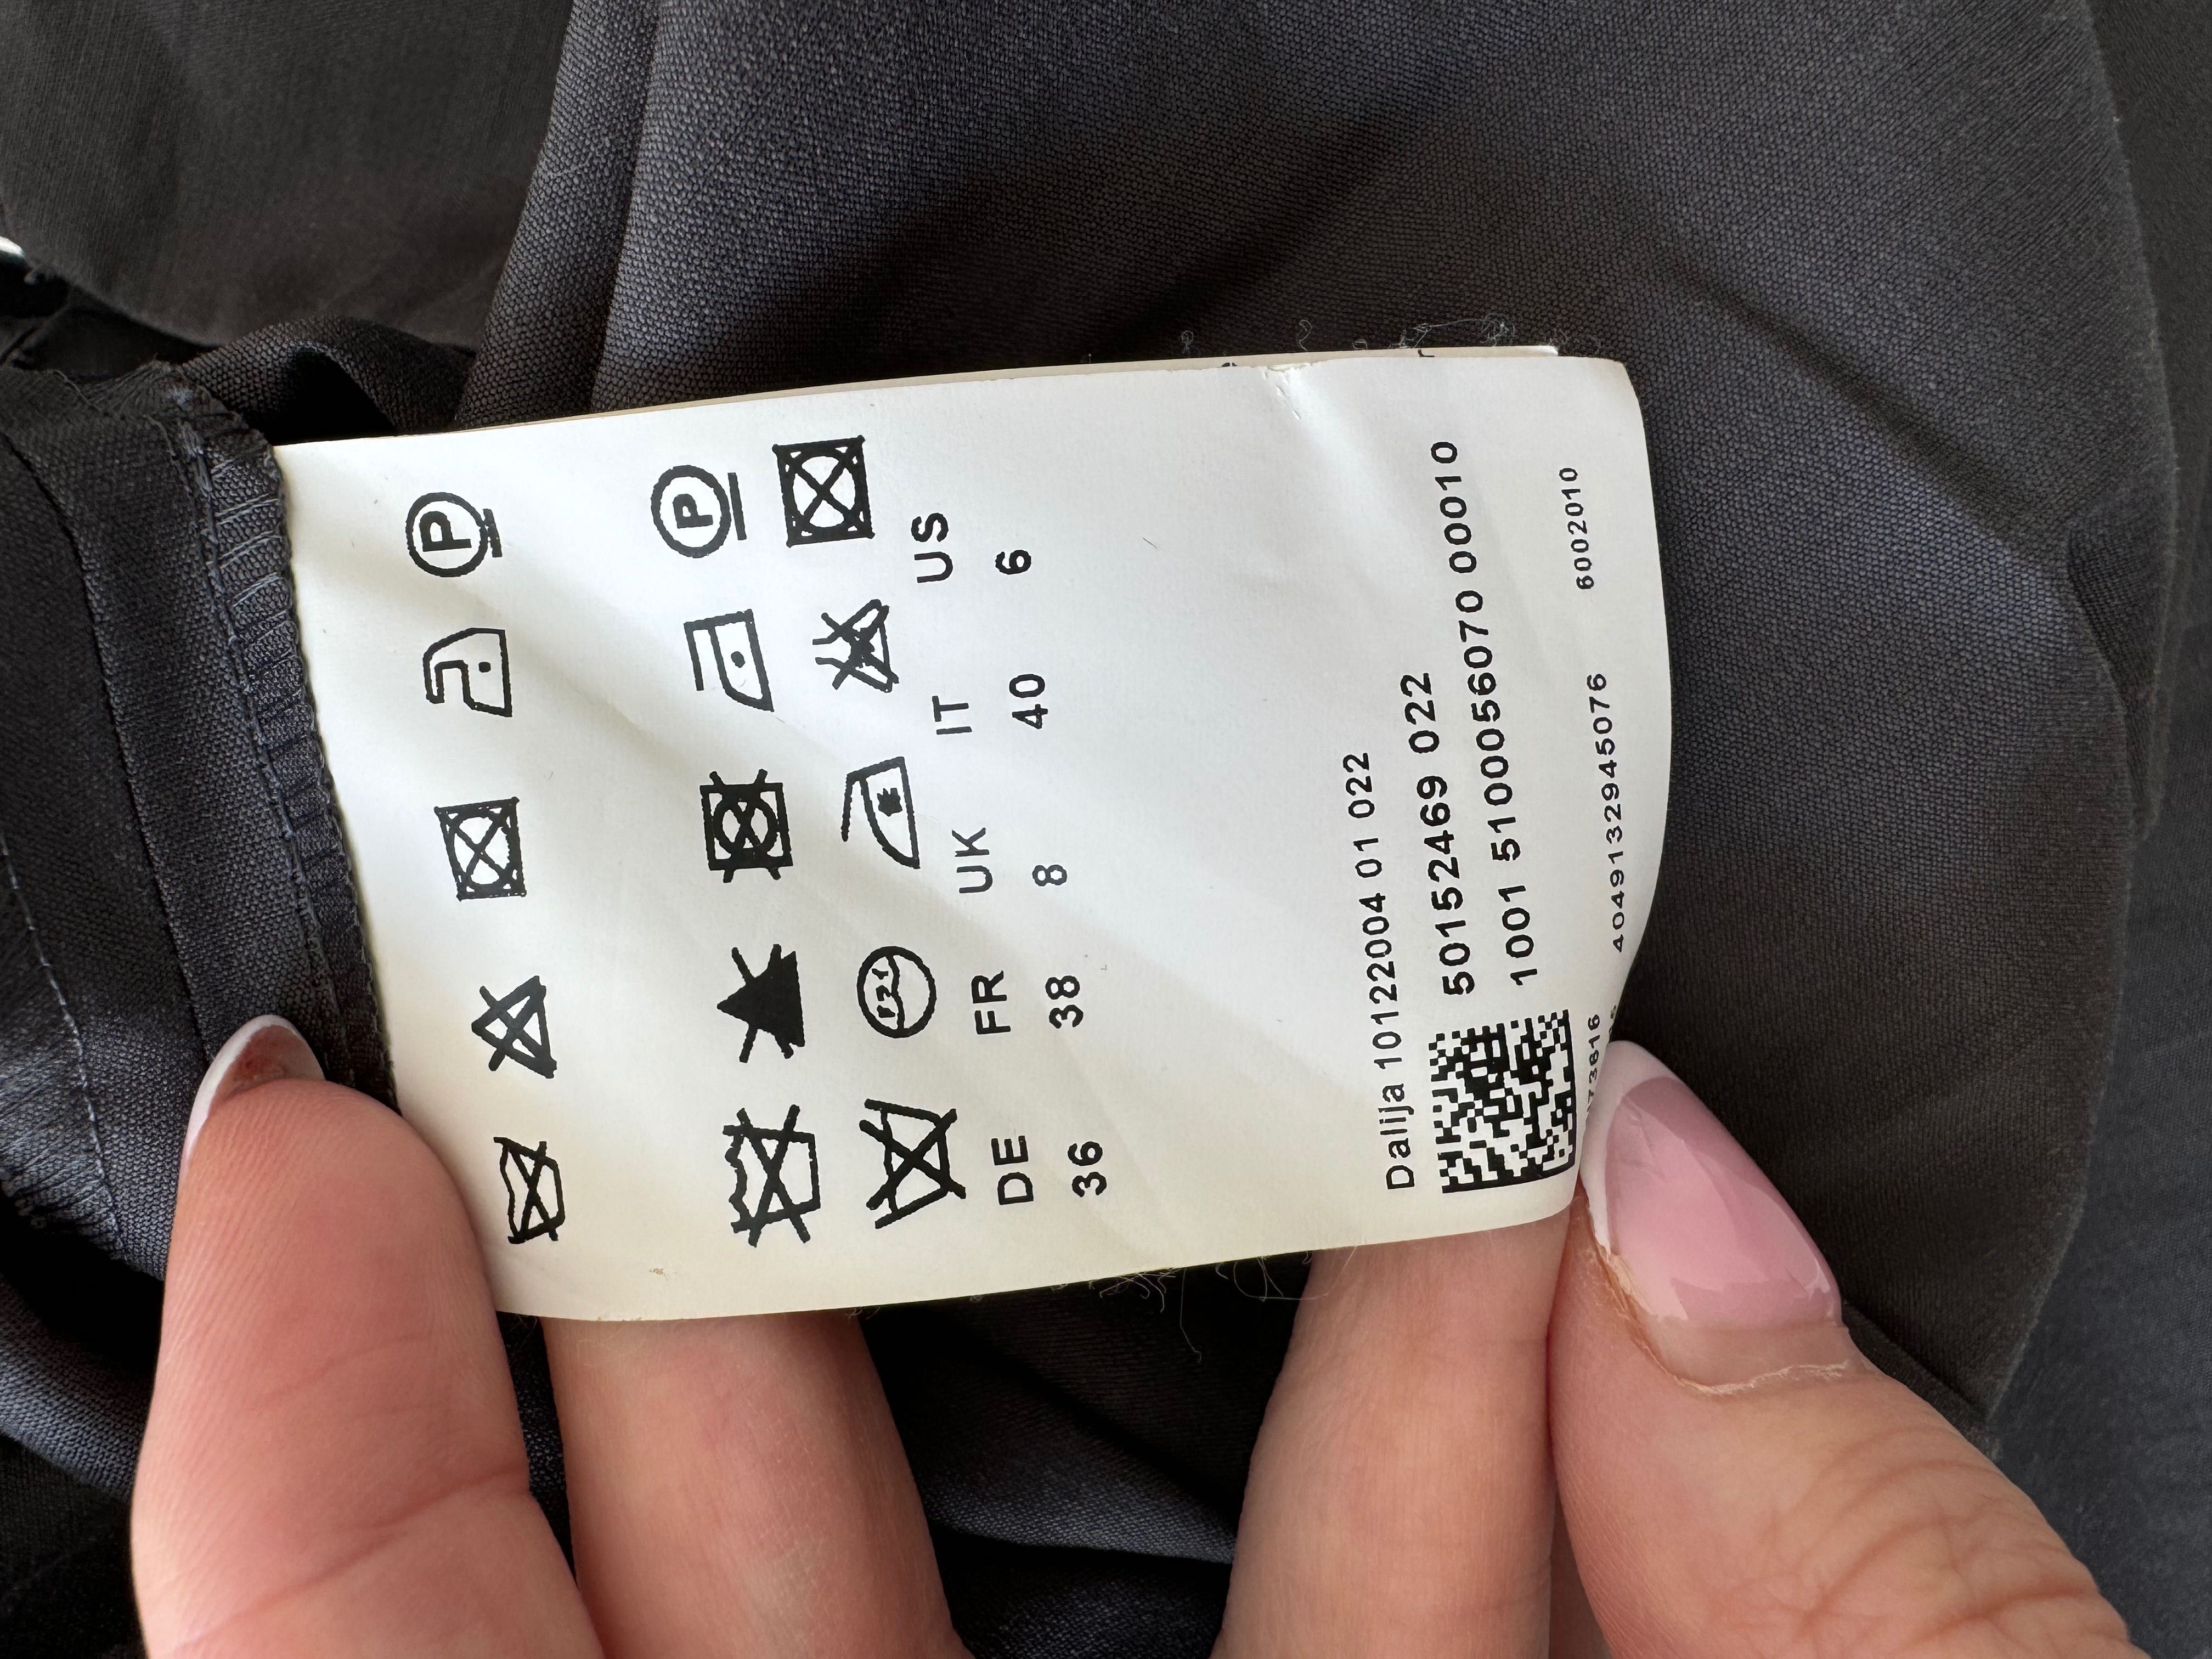 P
P
DE FR UK IT US
36 38 8 40 6
Dalija 10122004 01 022
50152469 022
1001 5100056070 00010
4049132945076 6002010